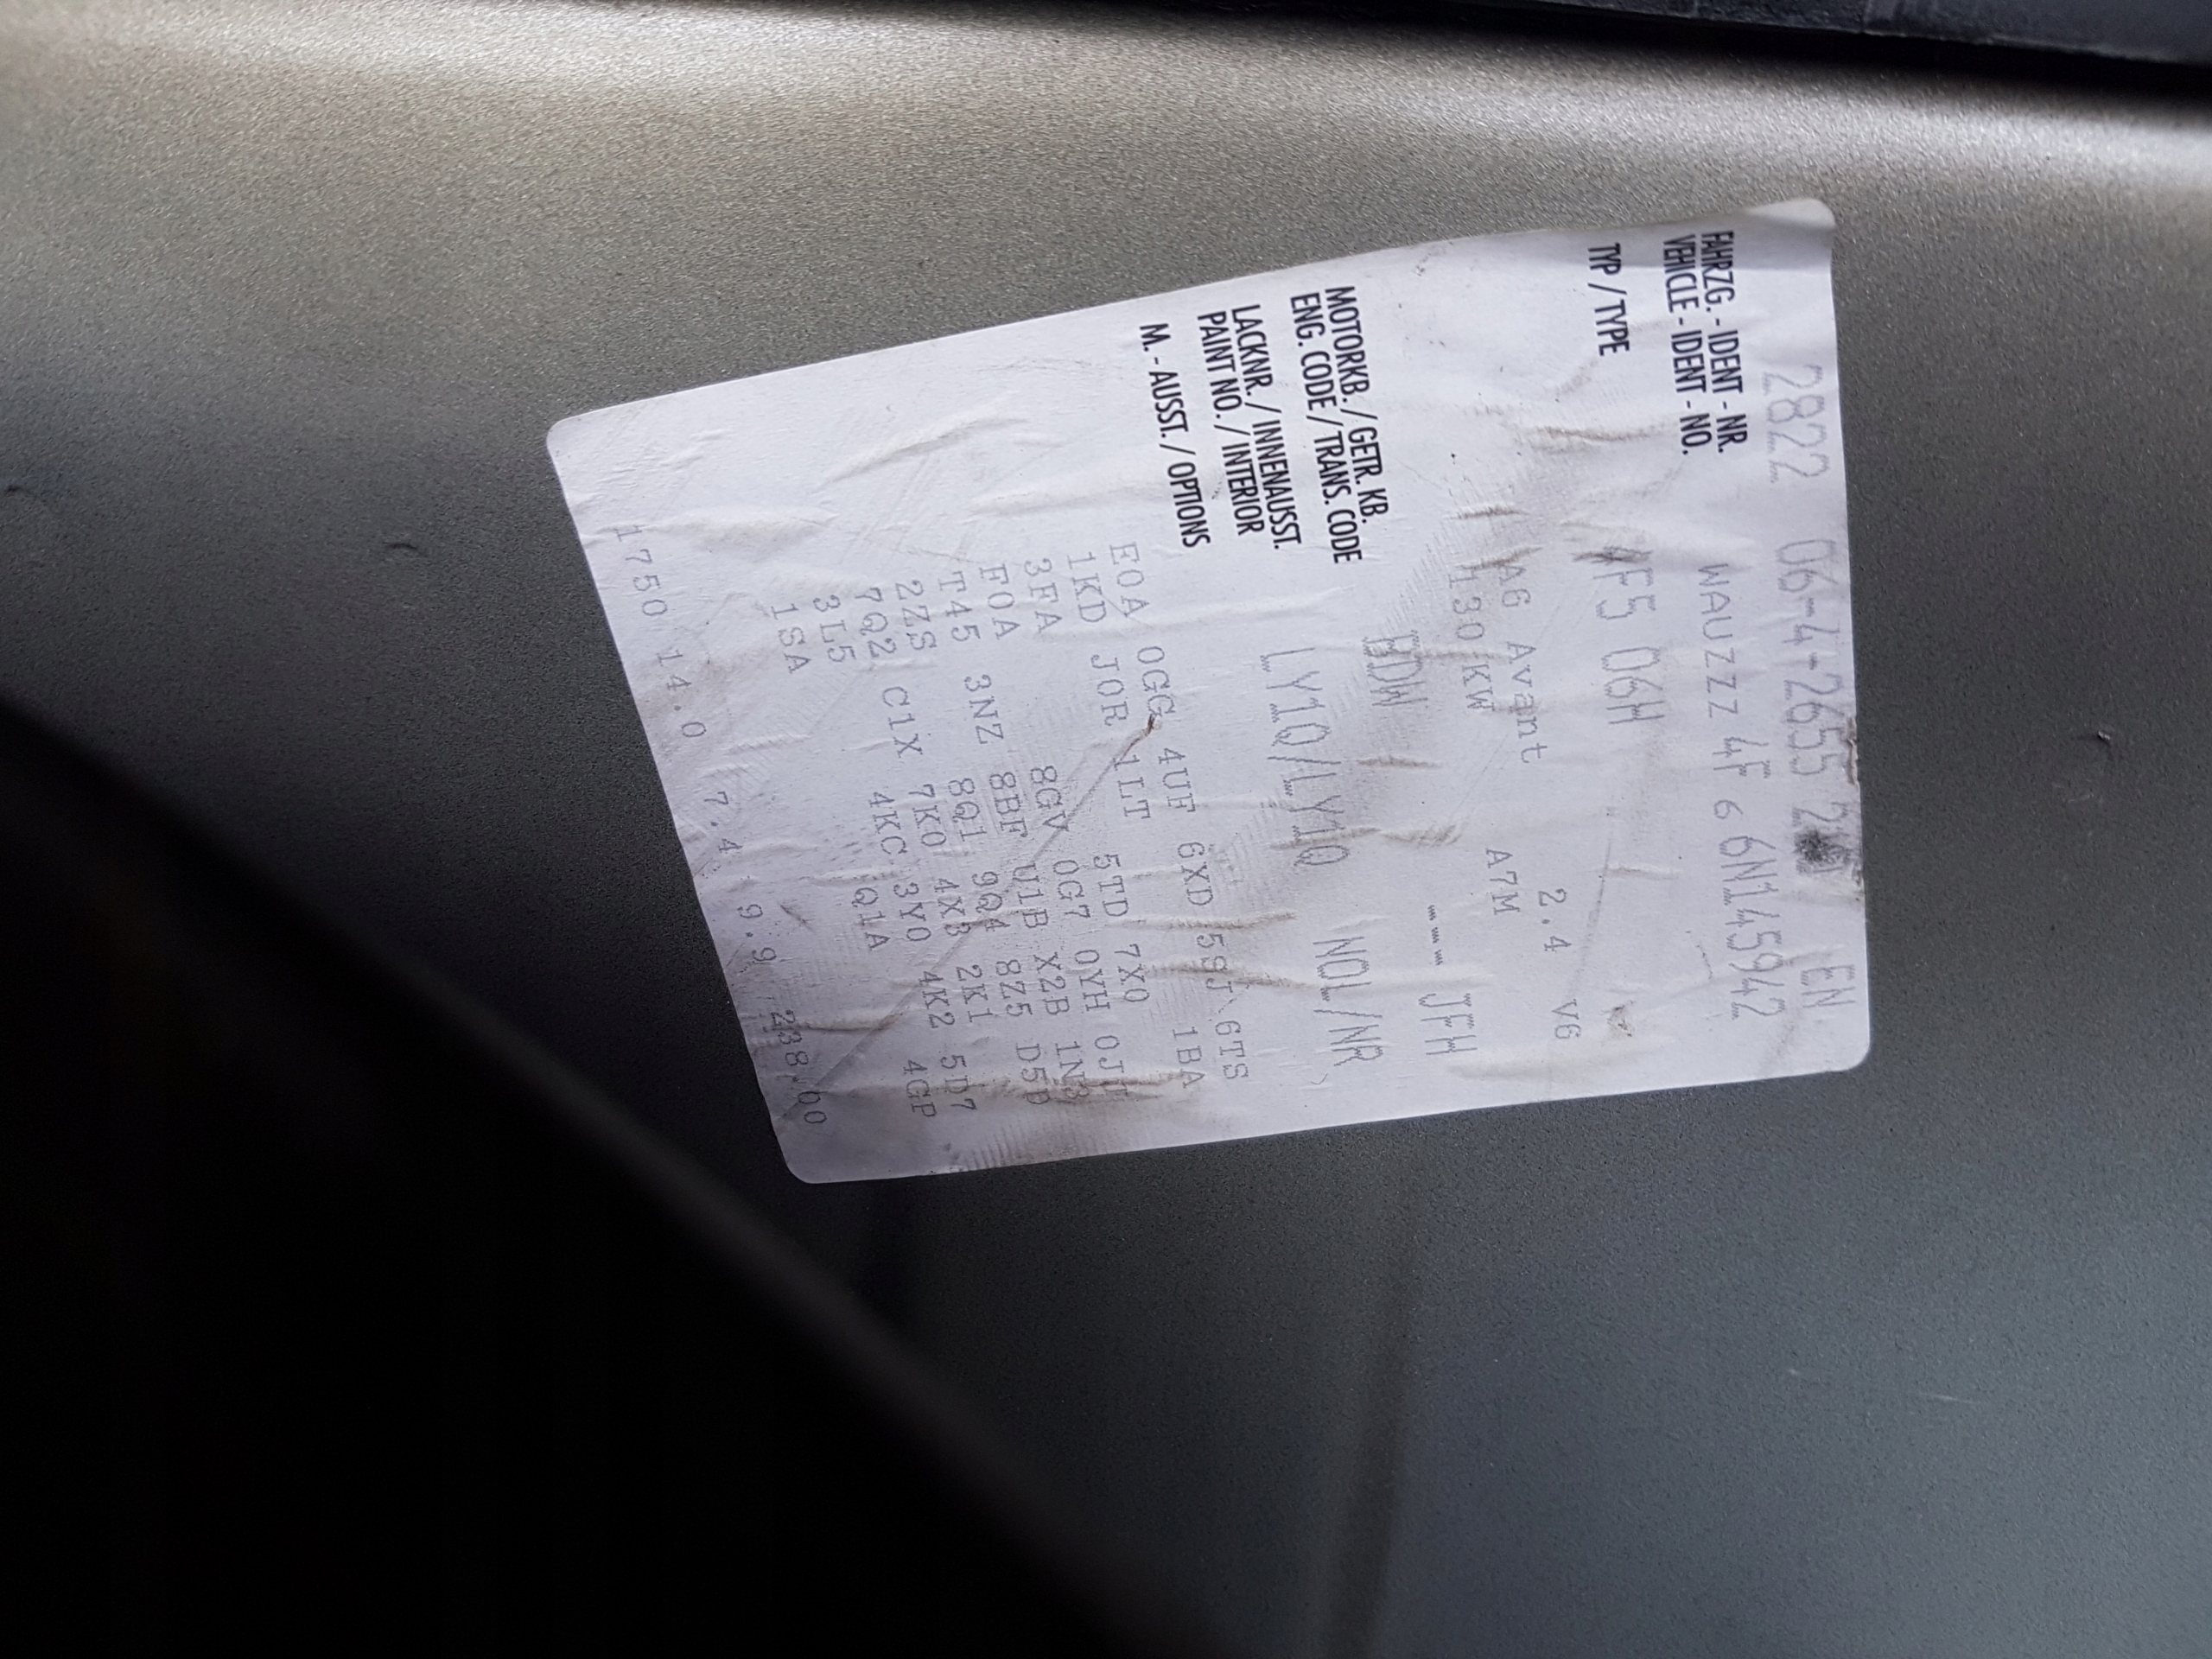 2822 06-4-2655 EN
FAHRZG. - IDENT - NR.
VEHICLE - IDENT - NO. WAUZZZ 4F 6 6N145942
TYP / TYPE 4F5 06H
A6 Avant 2.4 V6
130 KW A7M
MOTORKB. / GETR. KB.
ENG. CODE / TRANS. CODE BDW --- JFH
LACKNR. / INNENAUSST.
PAINT NO. / INTERIOR LY1Q/LY1Q N0L/NR
M. - AUSST. / OPTIONS
E0A 0GG 4UF 6XD 5SJ 6TS
1KD J0R 1LT 1BA
3FA 5TD 7X0
F0A 8GV 0G7 0YH
T45 3NZ 8BF U1B X2B 1N3
2ZS 8Q1 9Q4 8Z5 D5D
7Q2 C1X 7K0 4X3 2K1 5D7
3L5 4KC 3Y0 4K2 4GP
1SA Q1A
1750 14.0 7.4 9.9 238.00